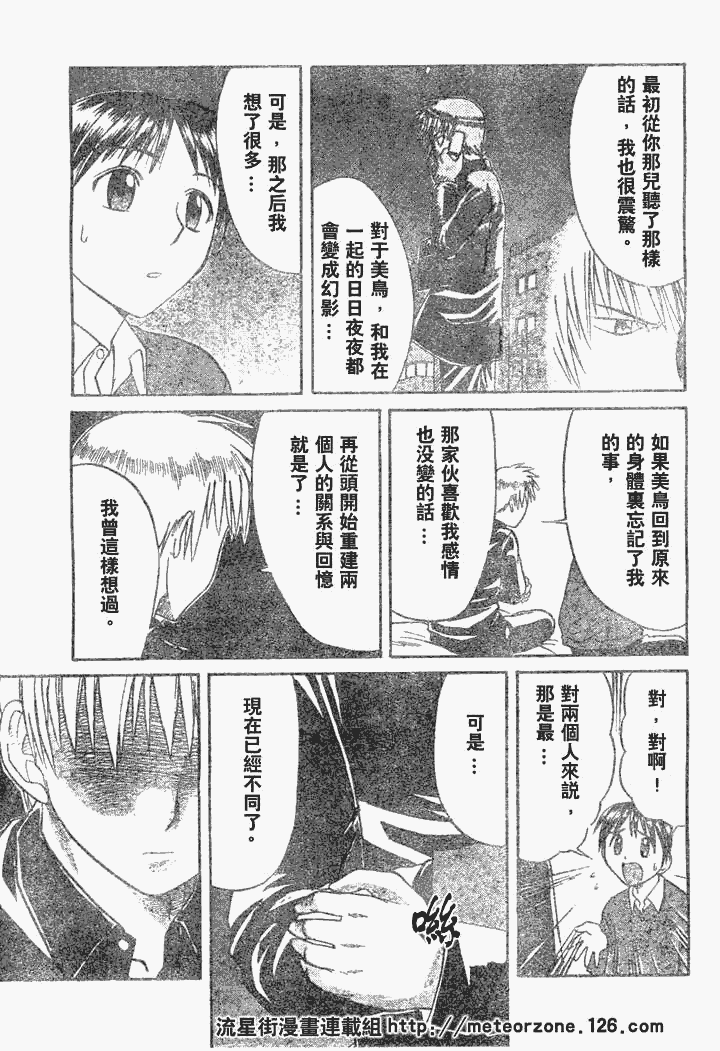 最初從你那兒聽了那樣
的話，我也很震驚。
對于美鳥，和我在
一起的日日夜夜都
會變成幻影…
可是，那之后我
想了很多…
如果美鳥回到原來
的身體裏忘記了我
的事，
那家伙喜歡我感情
也没變的話…
再從頭開始重建兩
個人的關系與回憶
就是了…
我曾這樣想過。
對，對啊！
對兩個人來説，
那是最…
可是…
現在已經不同了。
噝
流星街漫畫連載組 http://meteorzone.126.com/